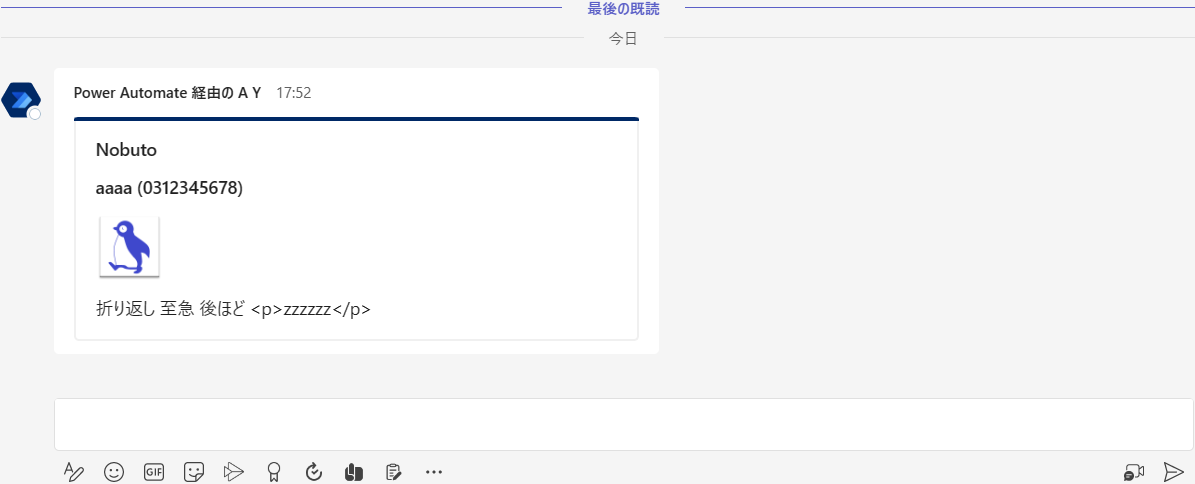 最後の既読
今日
Power Automate 経由の A Y 17:52
Nobuto
aaaa (0312345678)
折り返し 至急 後ほど <p>zzzzzz</p>
GIF